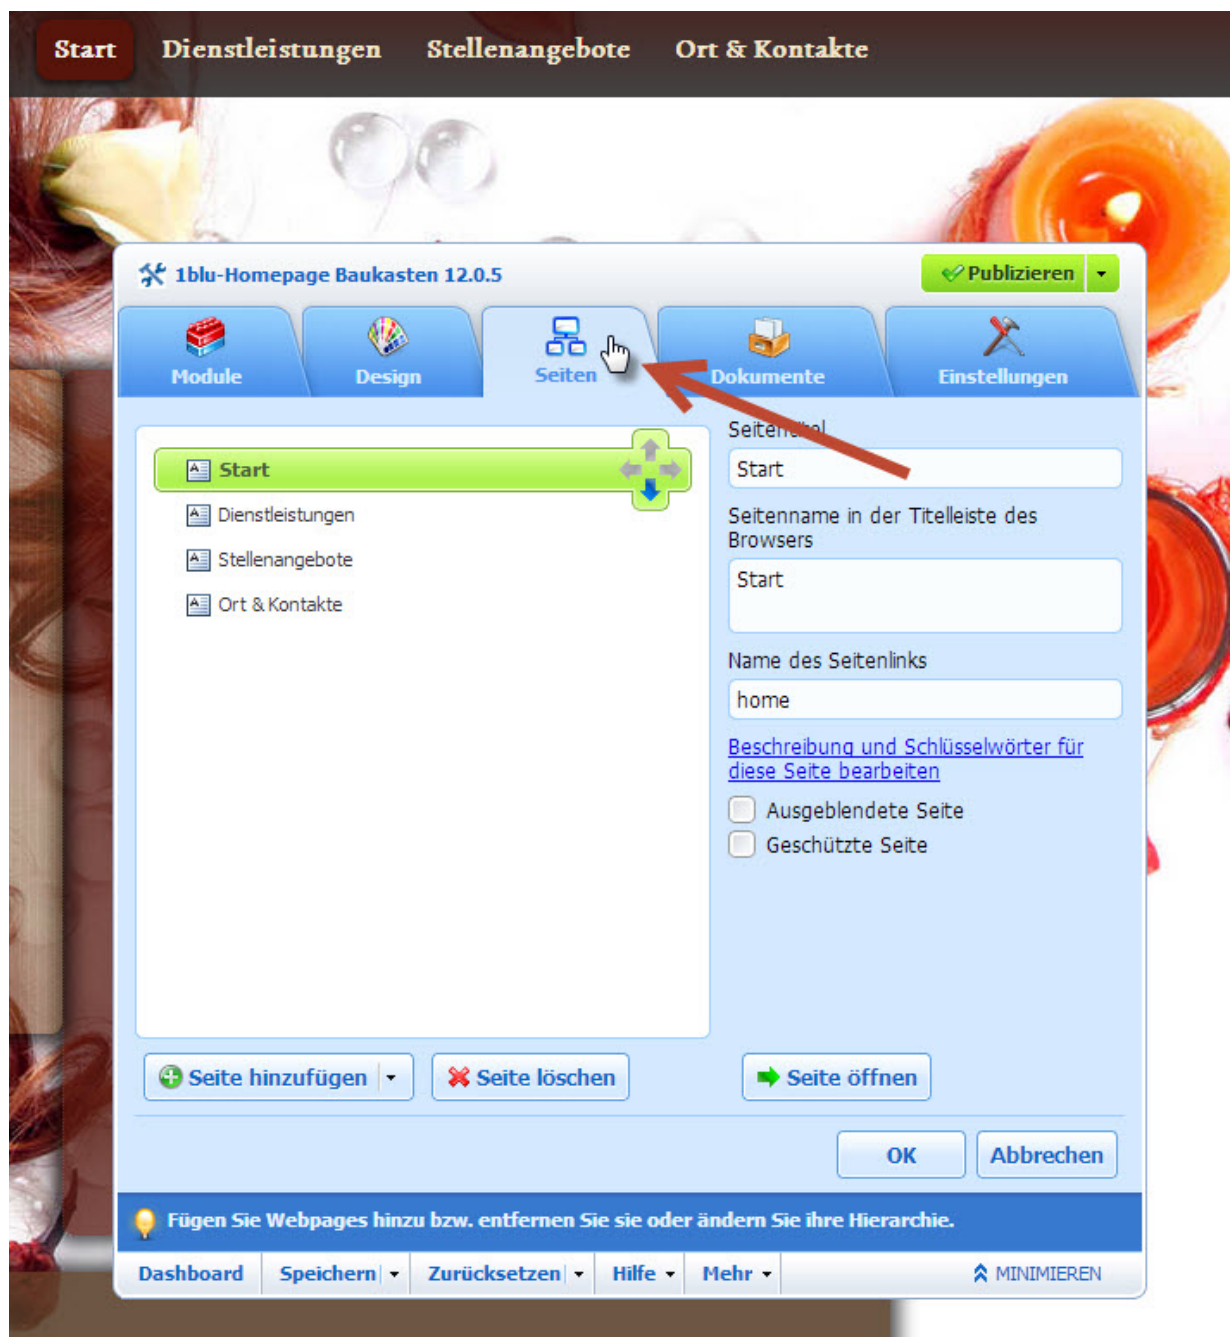 Start Dienstleistungen Stellenangebote Ort & Kontakte
1blu-Homepage Baukasten 12.0.5 Publizieren
Module Design Seiten Dokumente Einstellungen
Start
Dienstleistungen
Stellenangebote
Ort & Kontakte
Start
Seitenname in der Titelleiste des
Browsers
Start
Name des Seitenlinks
home
Beschreibung und Schlüsselwörter für
diese Seite bearbeiten
Ausgeblendete Seite
Geschützte Seite
Seite hinzufügen Seite löschen Seite öffnen
OK Abbrechen
Fügen Sie Webpages hinzu bzw. entfernen Sie sie oder ändern Sie ihre Hierarchie.
Dashboard Speichern Zurücksetzen Hilfe Mehr MINIMIEREN